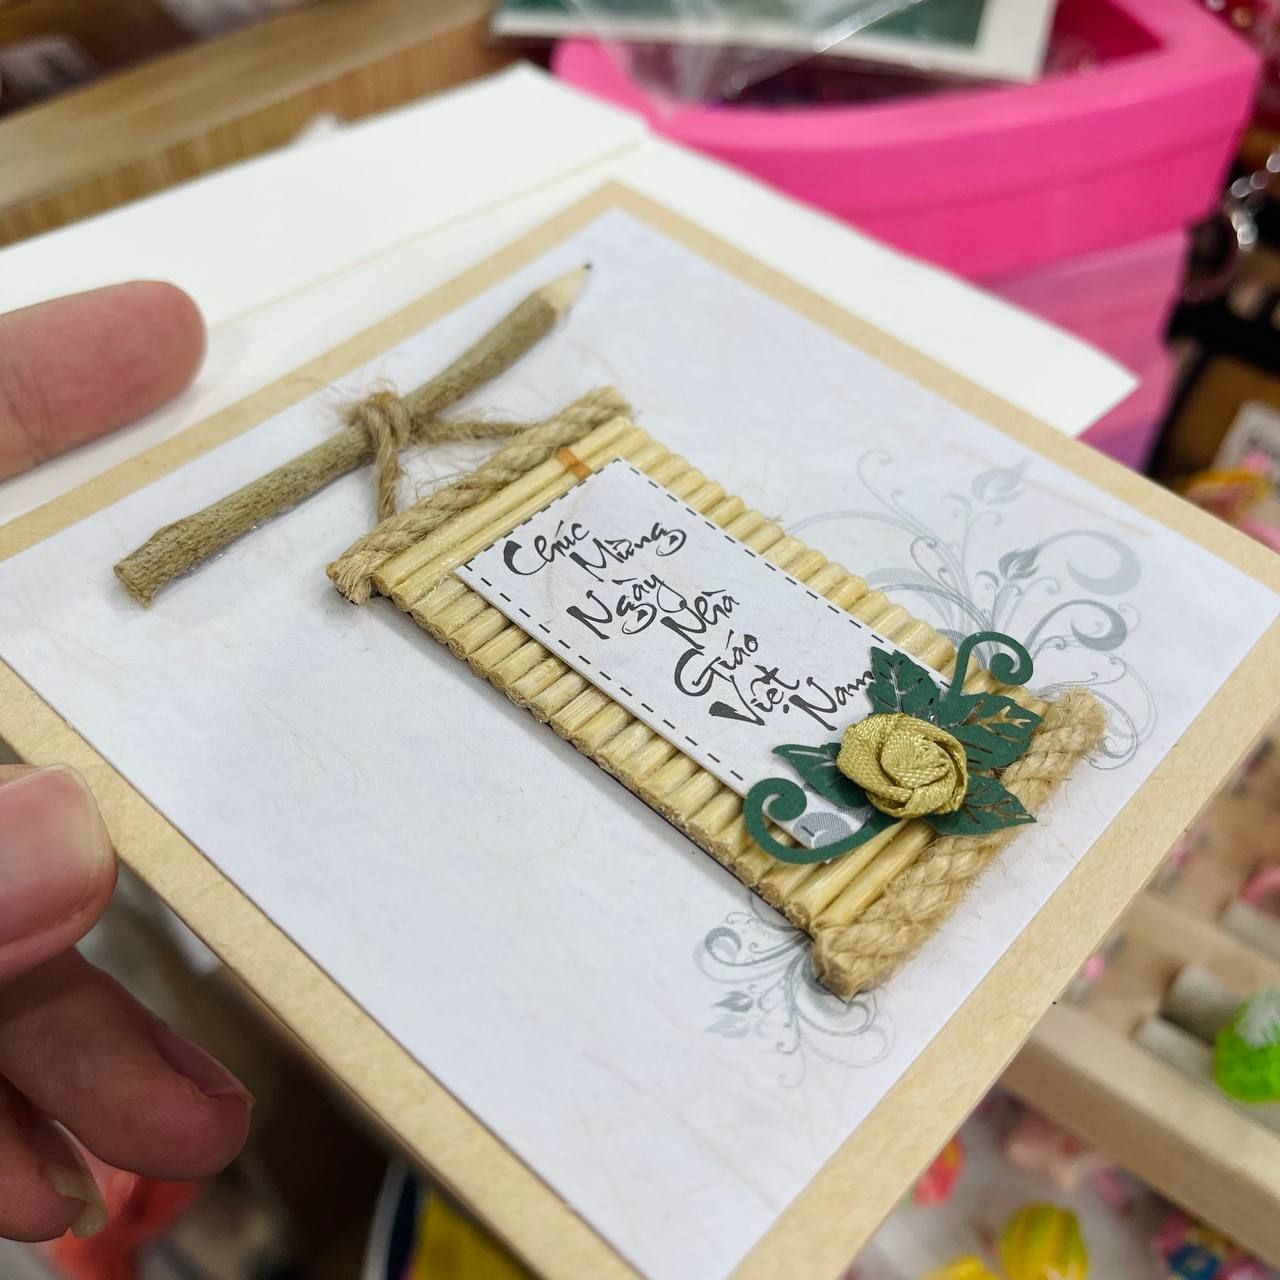 Chúc
Mừng
Ngày
Nhà
Giáo
Việt
Nam